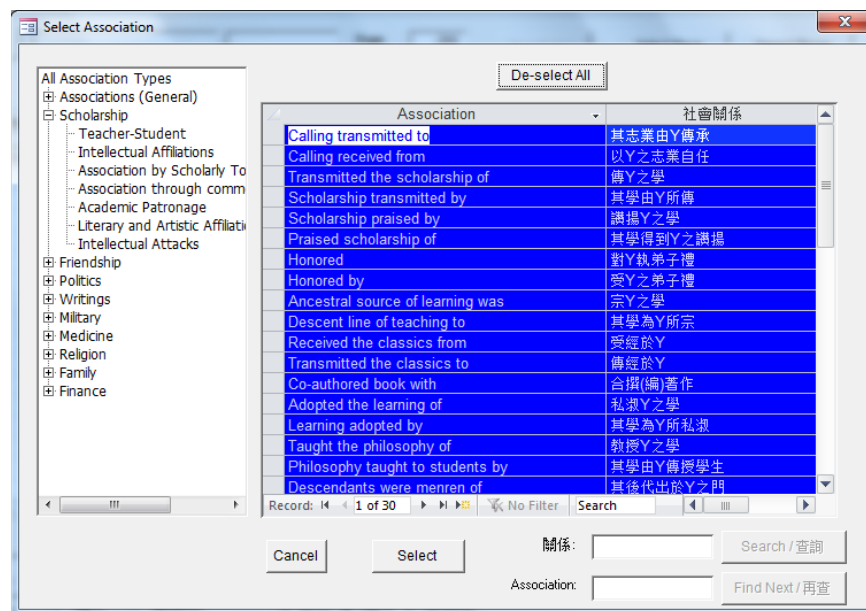 Select Association
De-select All
All Association Types
Associations (General)
Scholarship
Teacher-Student
Intellectual Affiliations
Association by Scholarly To
Association through comm
Academic Patronage
Literary and Artistic Affiliati
Intellectual Attacks
Friendship
Politics
Writings
Military
Medicine
Religion
Family
Finance
Association 社會關係
Calling transmitted to 其志業由Y傳承
Calling received from 以Y之志業自任
Transmitted the scholarship of 傳Y之學
Scholarship transmitted by 其學由Y所傳
Scholarship praised by 讚揚Y之學
Praised scholarship of 其學得到Y之讚揚
Honored 對Y執弟子禮
Honored by 受Y之弟子禮
Ancestral source of learning was 宗Y之學
Descent line of teaching to 其學為Y所宗
Received the classics from 受經於Y
Transmitted the classics to 傳經於Y
Co-authored book with 合撰(編)著作
Adopted the learning of 私淑Y之學
Learning adopted by 其學為Y所私淑
Taught the philosophy of 教授Y之學
Philosophy taught to students by 其學由Y傳授學生
Descendants were menren of 其後代出於Y之門
Record: 1 of 30 No Filter Search
Cancel
Select
關係:
Search / 查詢
Association:
Find Next / 再查